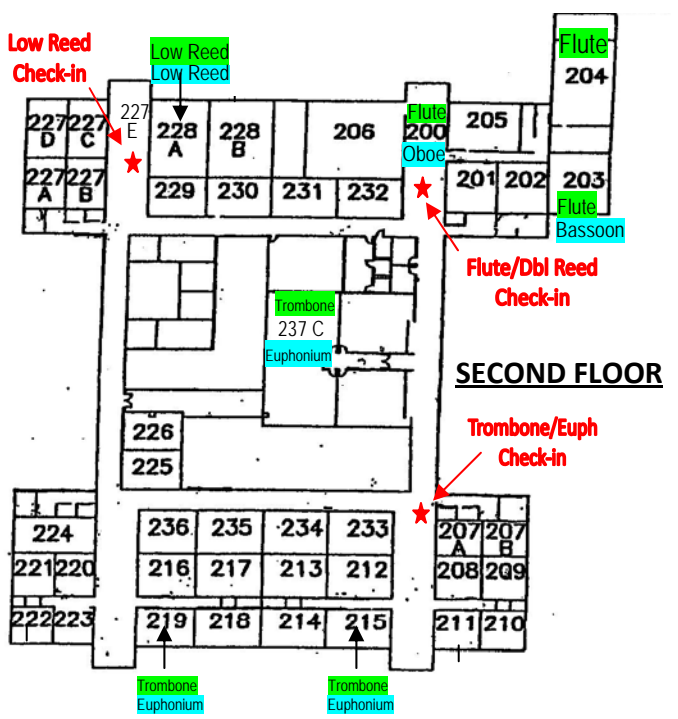 Low Reed
Check-in
Low Reed
Low Reed
Flute
204
227
D
227
C
227
E
228
A
228
B
206
Flute
200
Oboe
205
227
A
227
B
229
230
231
232
201
202
203
Flute
Bassoon
Flute/Dbl Reed
Check-in
Trombone
237 C
Euphonium
SECOND FLOOR
Trombone/Euph
Check-in
226
225
224
236
235
234
233
207
A
207
B
221
220
216
217
213
212
208
209
222
223
219
218
214
215
211
210
Trombone
Euphonium
Trombone
Euphonium